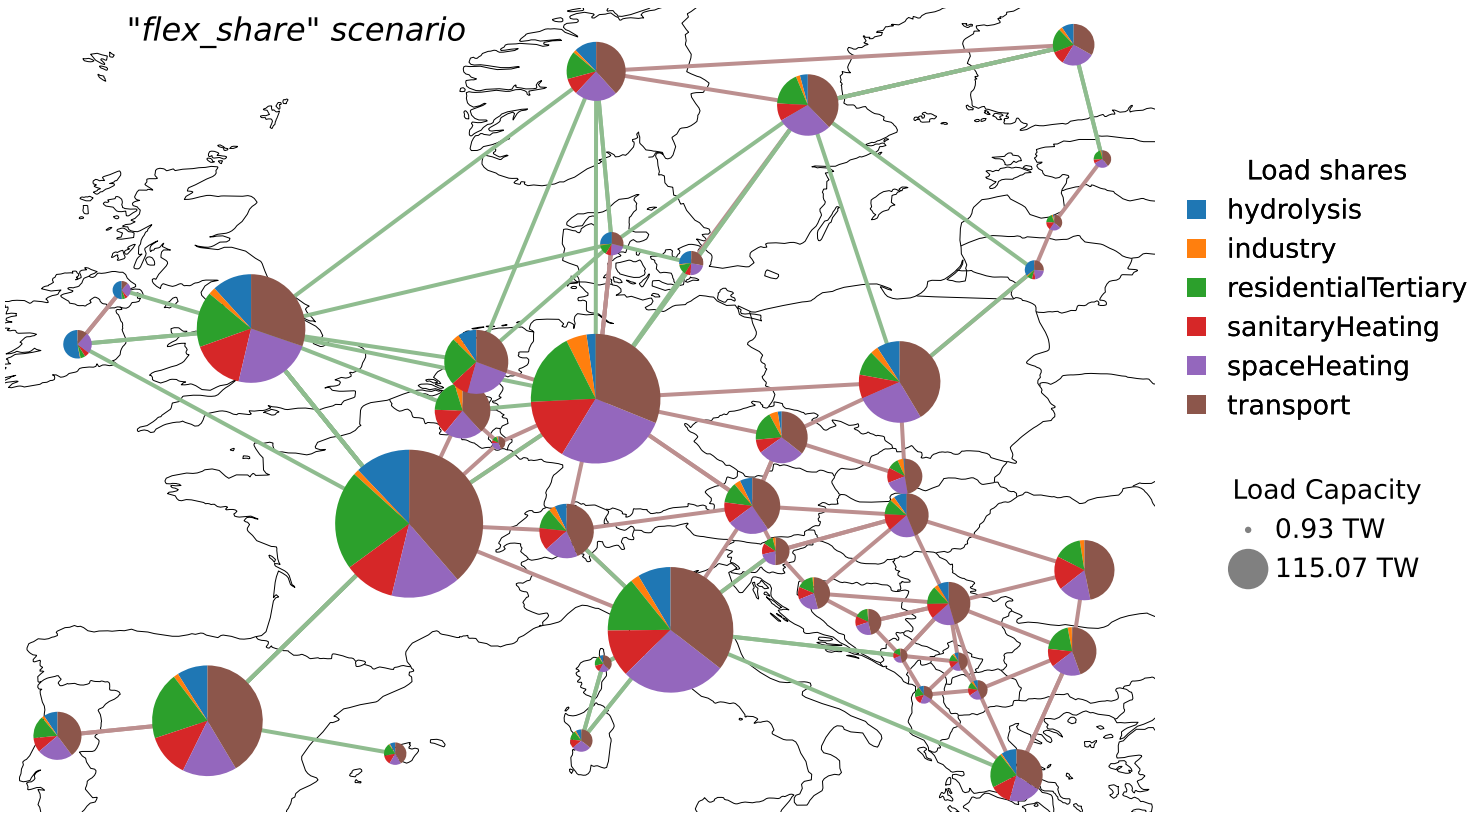 "flex_share" scenario
Load shares
hydrolysis
industry
residentialTertiary
sanitaryHeating
spaceHeating
transport
Load Capacity
0.93 TW
115.07 TW